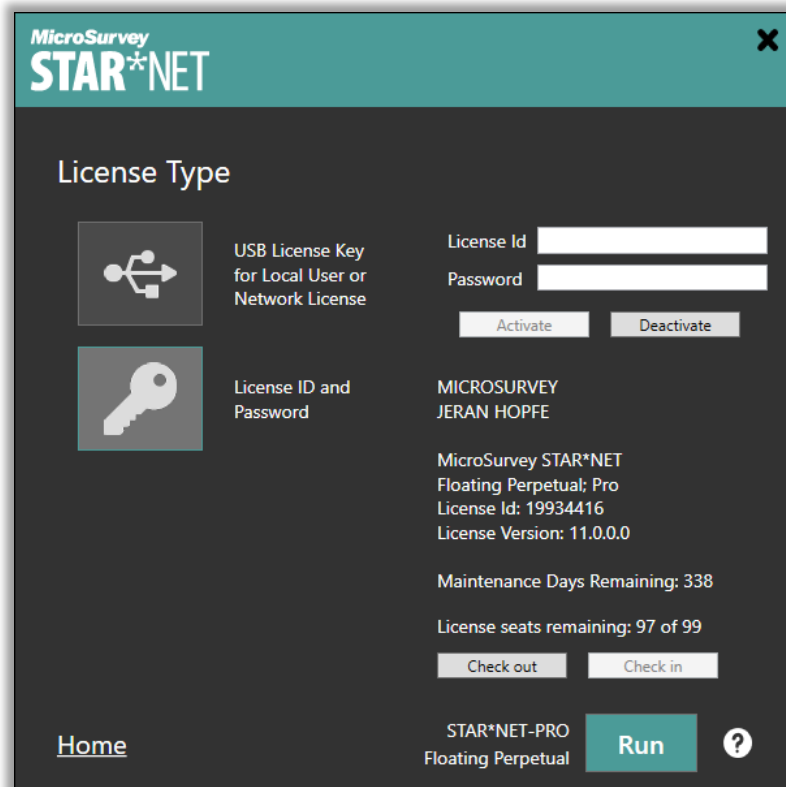 MicroSurvey
STAR*NET
License Type
USB License Key
for Local User or
Network License
License Id
Password
Activate
Deactivate
License ID and
Password
MICROSURVEY
JERAN HOPFE
MicroSurvey STAR*NET
Floating Perpetual; Pro
License Id: 19934416
License Version: 11.0.0.0
Maintenance Days Remaining: 338
License seats remaining: 97 of 99
Check out
Check in
Home
STAR*NET-PRO
Floating Perpetual
Run
?